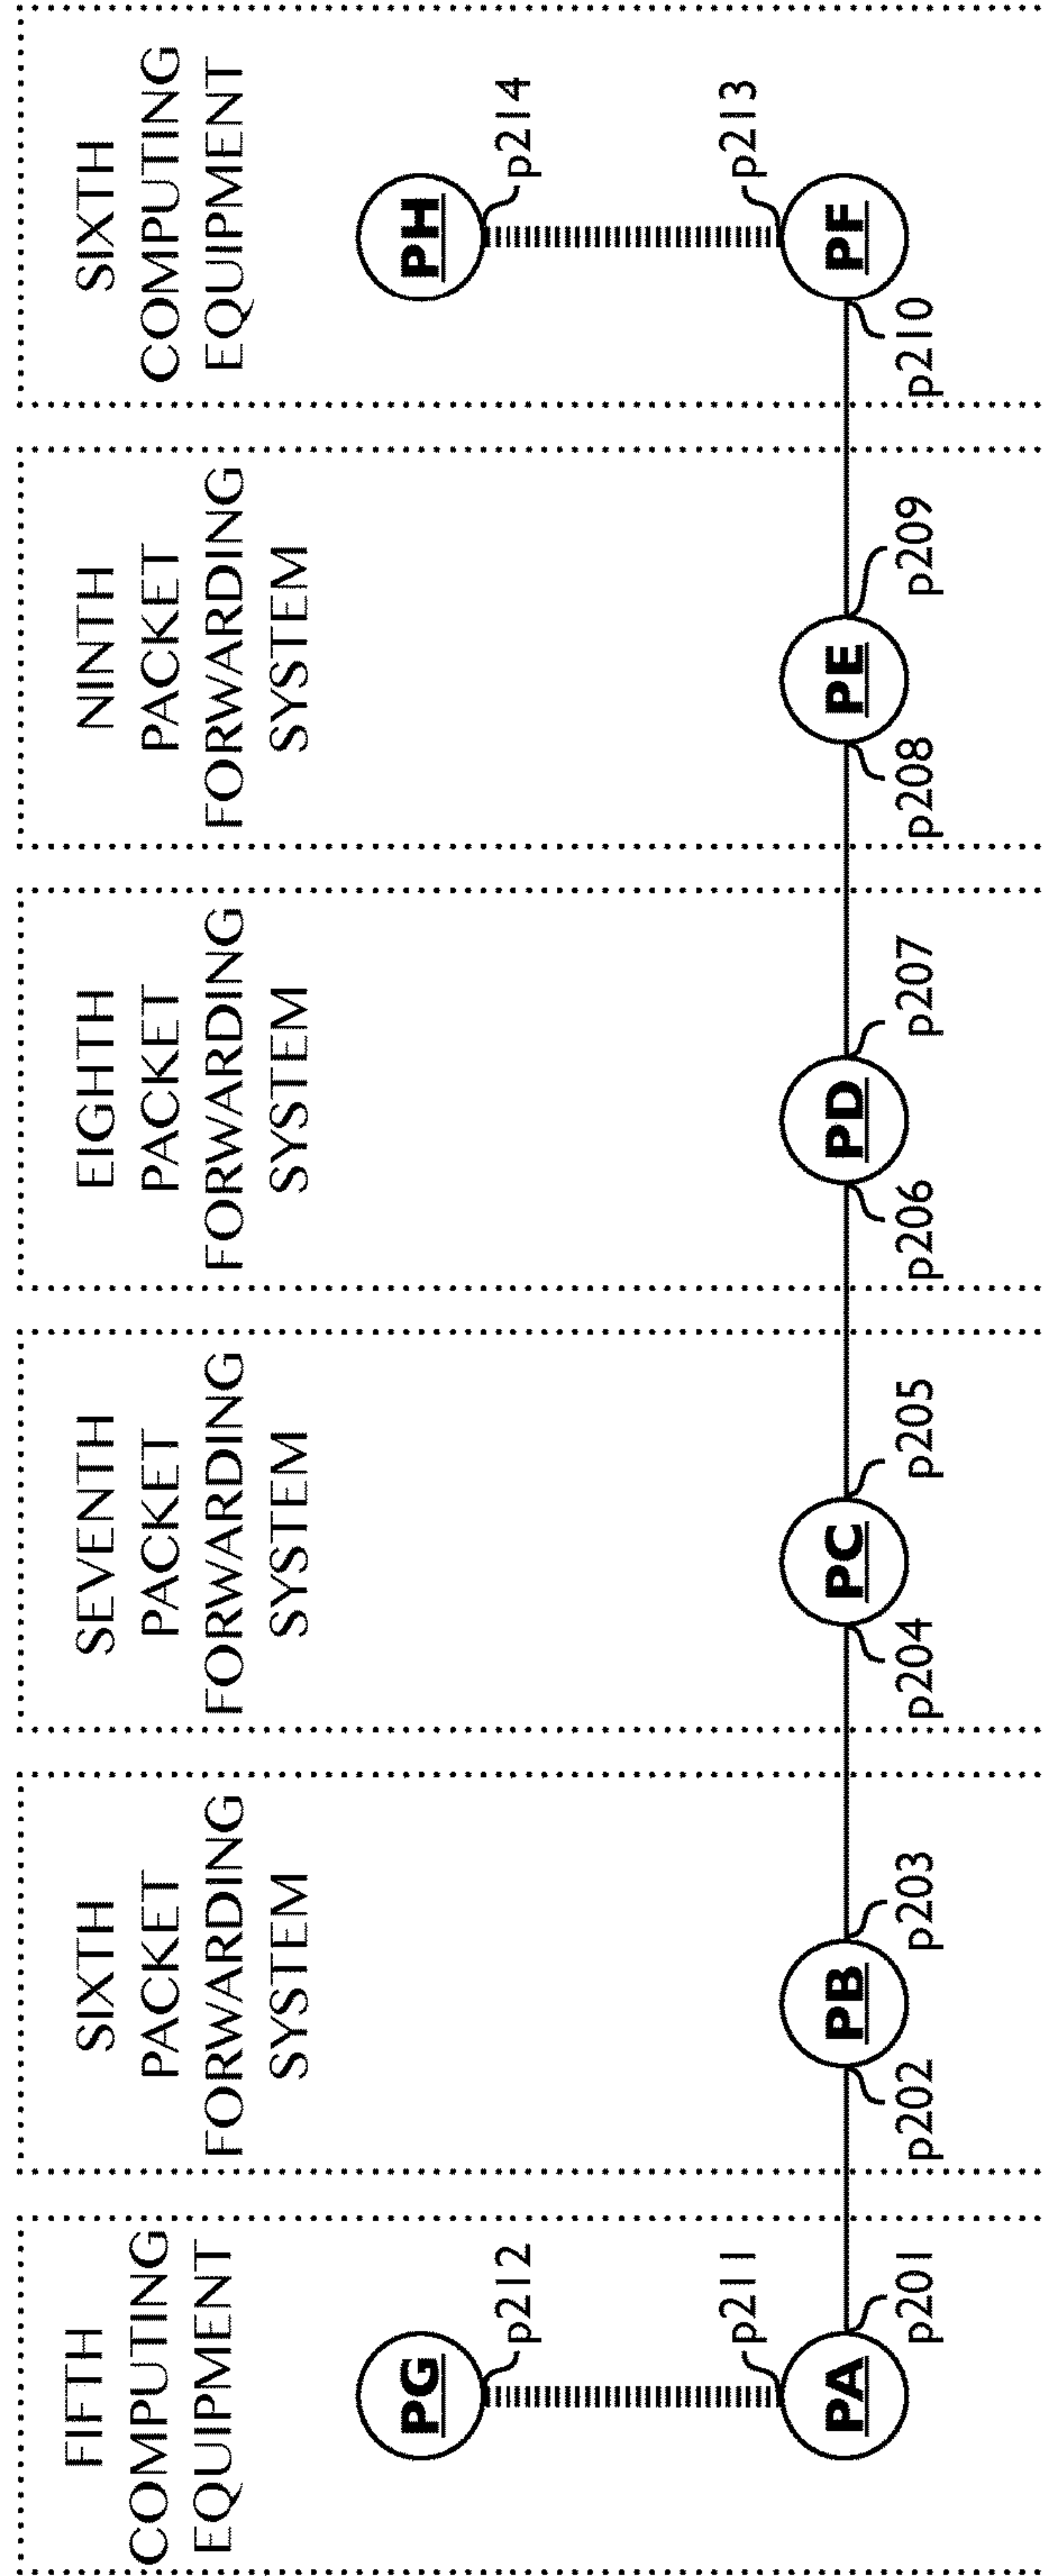 FIFTH
COMPUTING
EQUIPMENT
SIXTH
PACKET
FORWARDING
SYSTEM
SEVENTH
PACKET
FORWARDING
SYSTEM
EIGHTH
PACKET
FORWARDING
SYSTEM
NINTH
PACKET
FORWARDING
SYSTEM
SIXTH
COMPUTING
EQUIPMENT
PG
p212
PH
p214
p211
p213
PA
PB
PC
PD
PE
PF
p201
p202
p203
p204
p205
p206
p207
p208
p209
p210